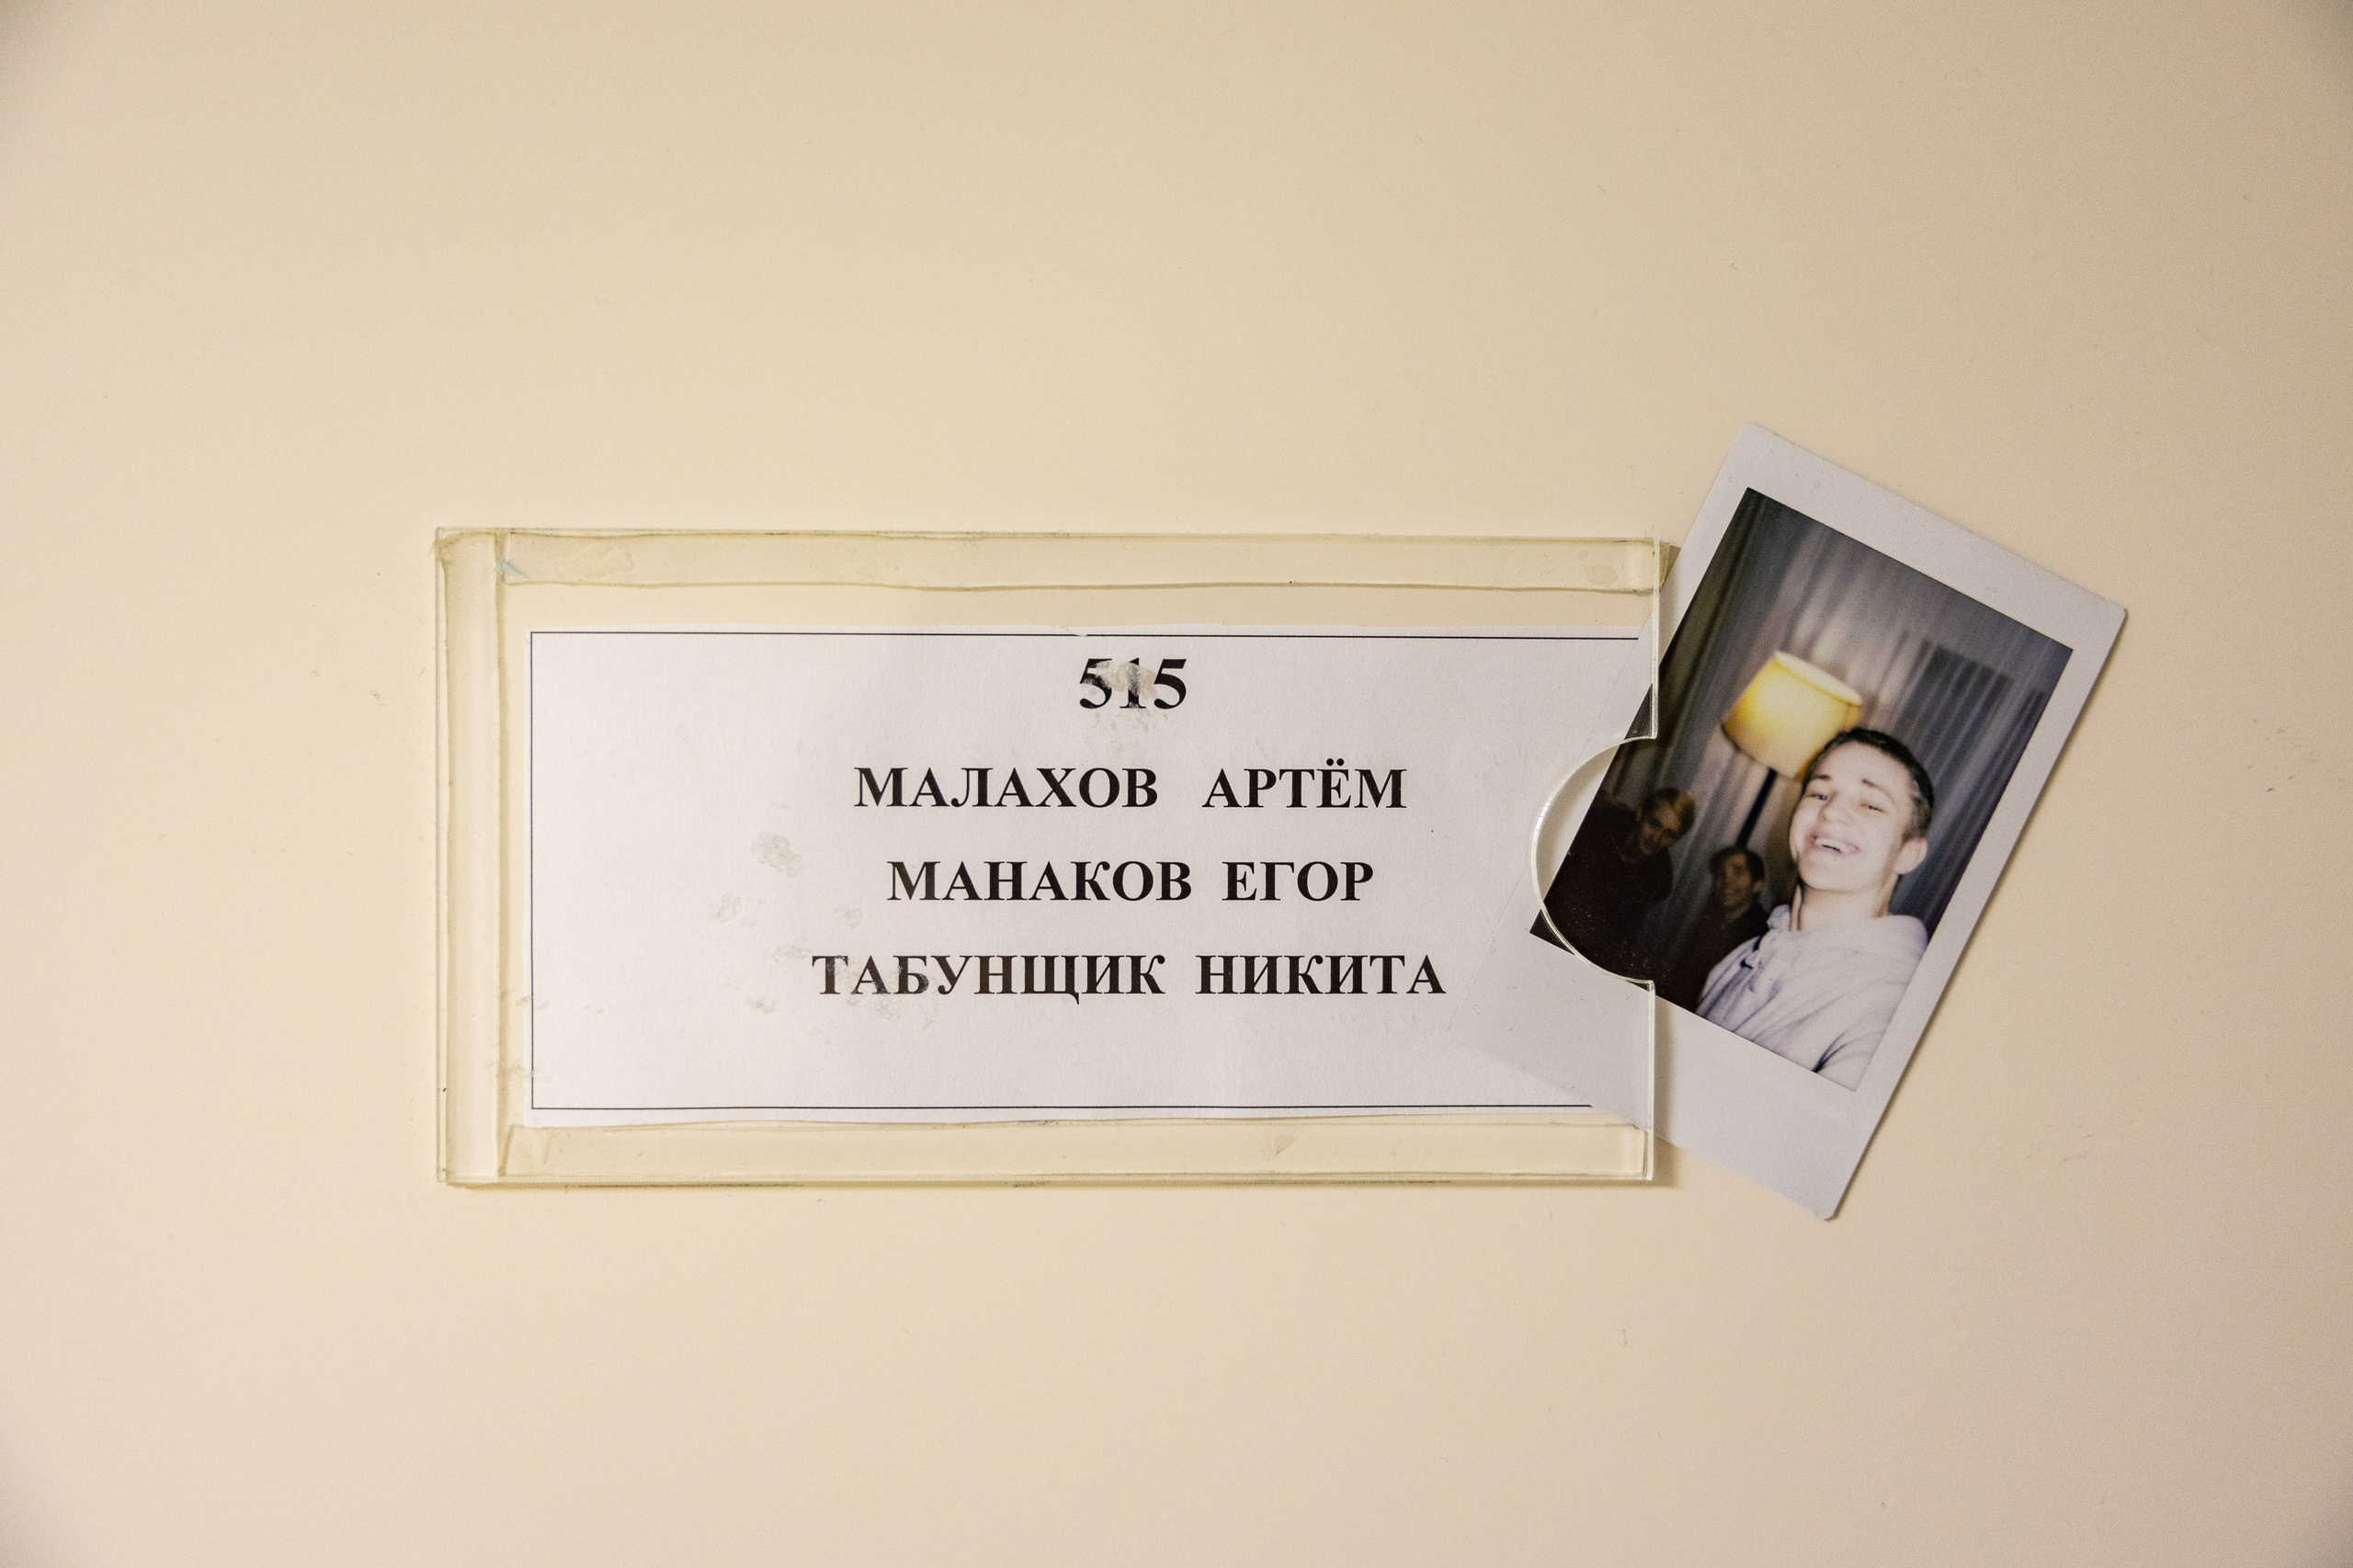 515
МАЛАХОВ АРТЁМ
МАНАКОВ ЕГОР
ТАБУНЩИК НИКИТА